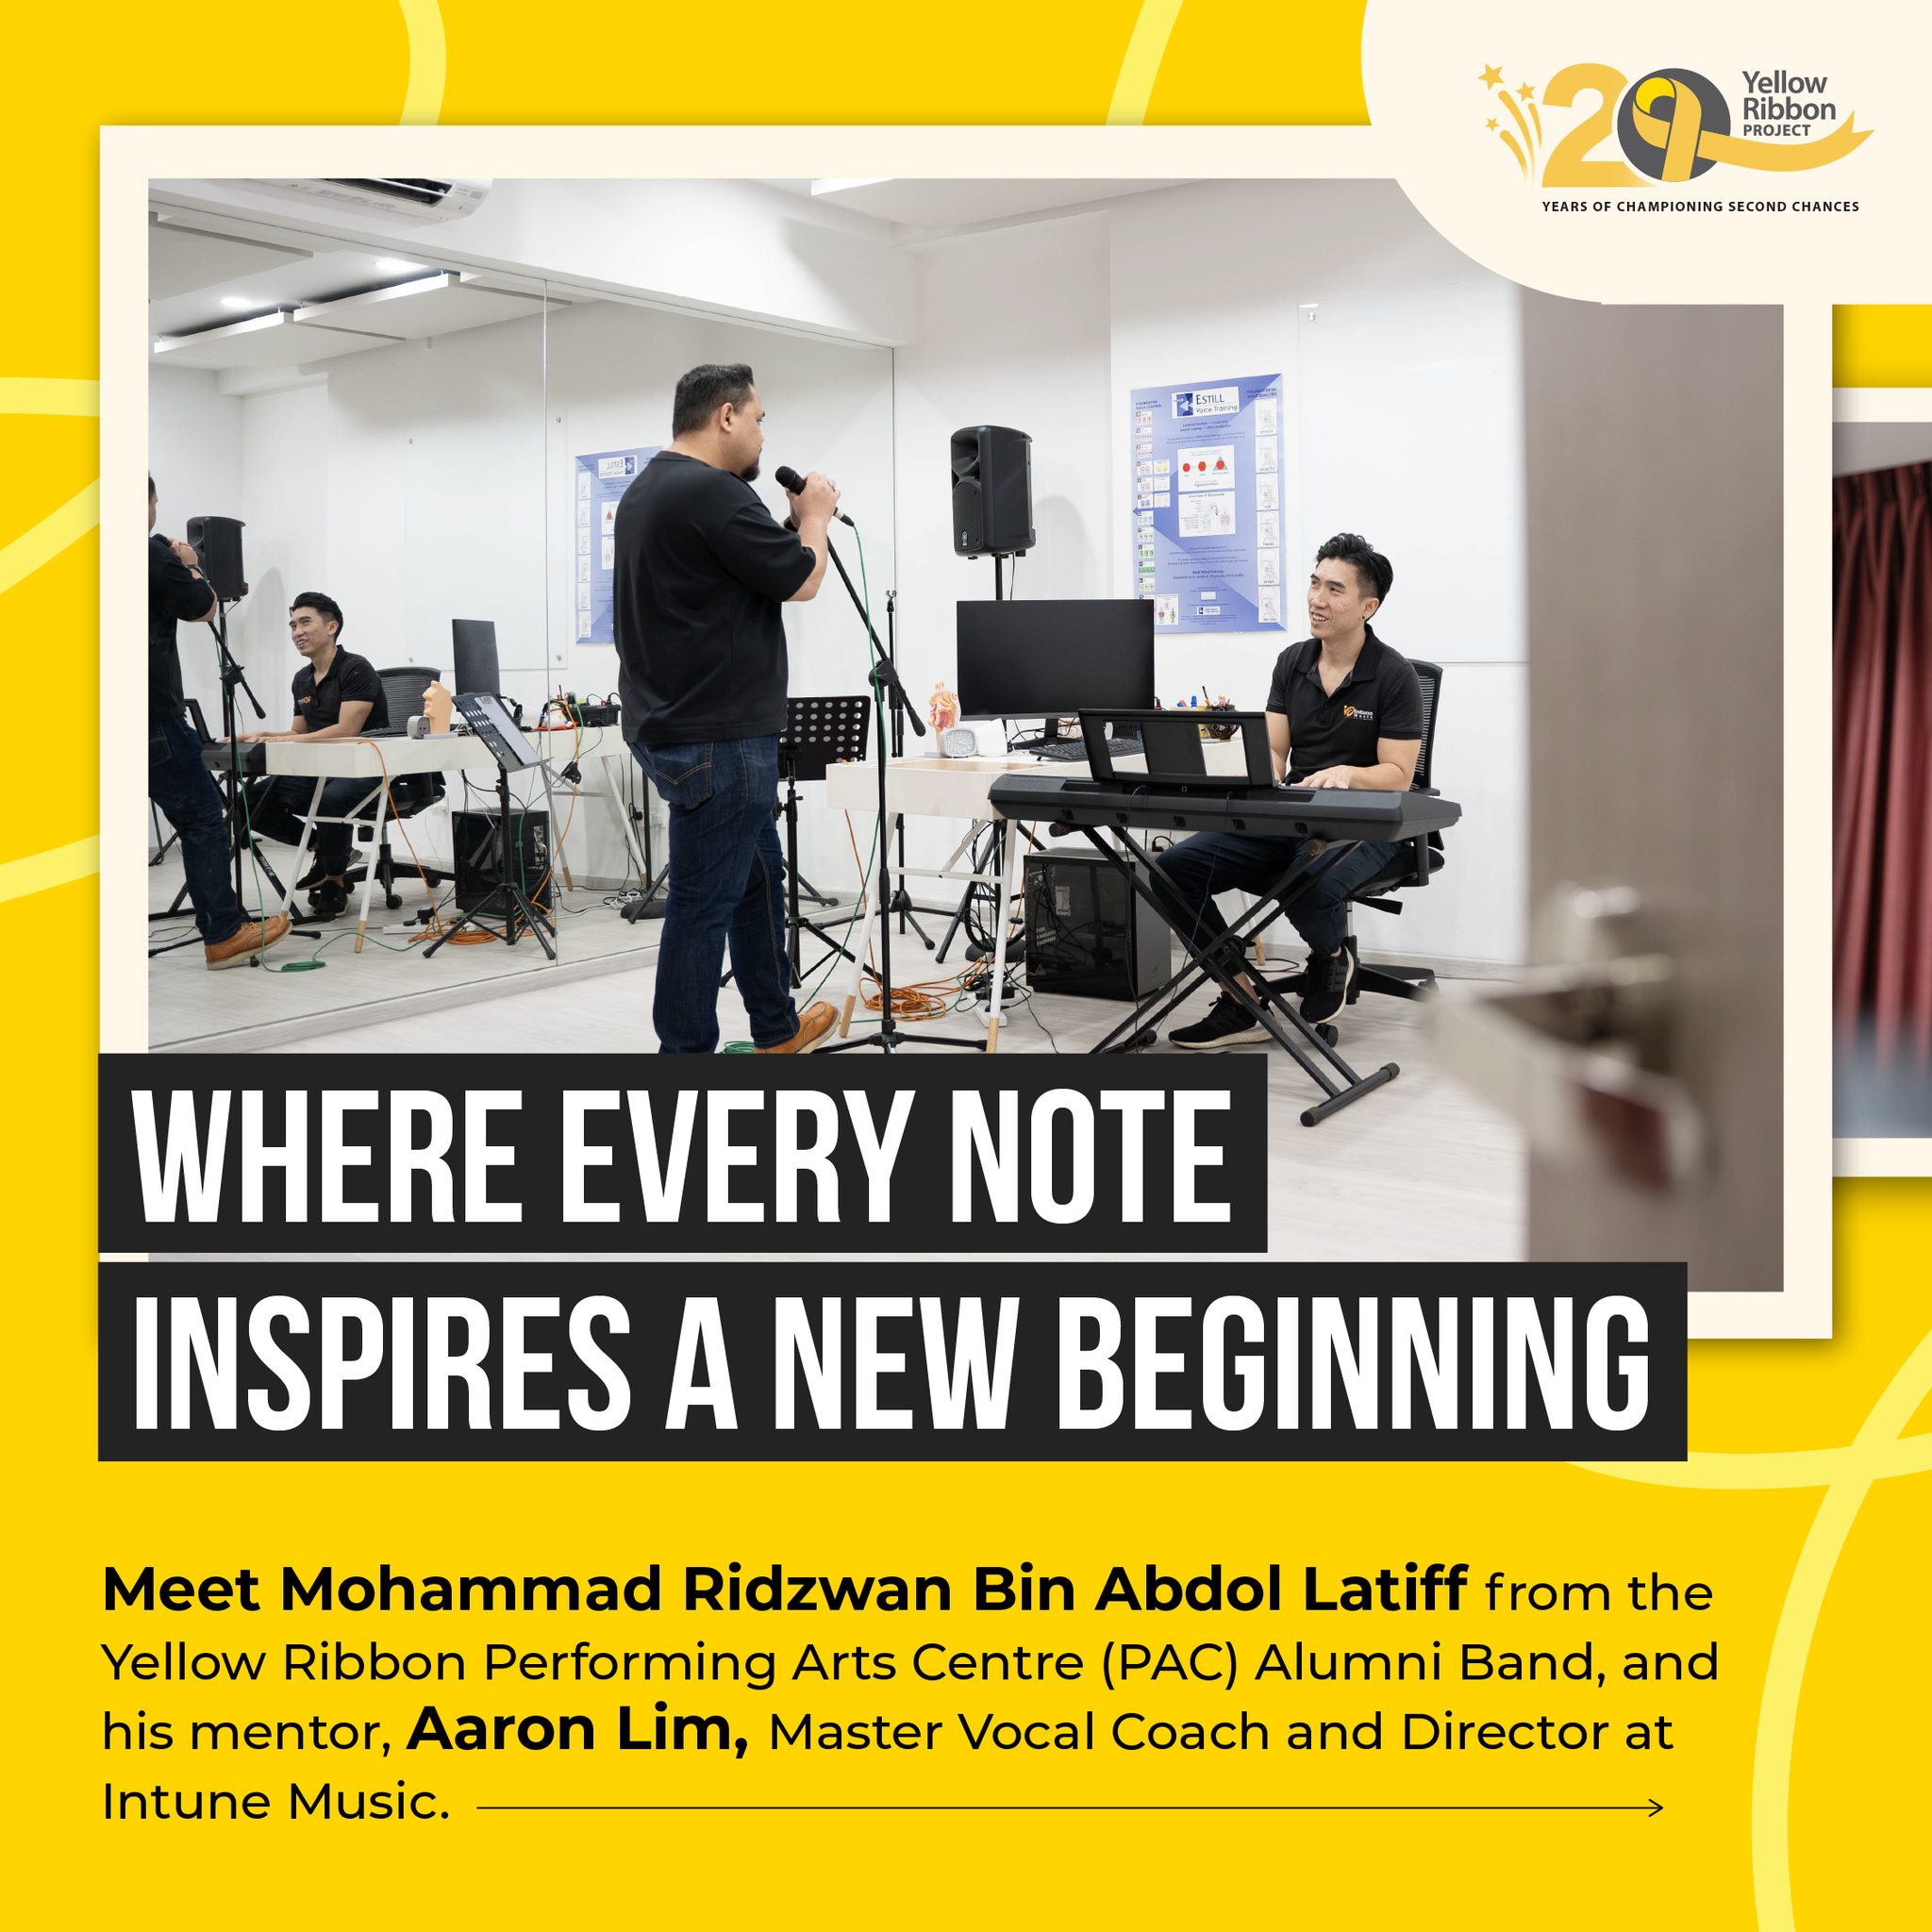 20
Yellow
Ribbon
PROJECT
YEARS OF CHAMPIONING SECOND CHANCES
ESTILL
Voice Training
WHERE EVERY NOTE
INSPIRES A NEW BEGINNING
Meet Mohammad Ridzwan Bin Abdol Latiff from the
Yellow Ribbon Performing Arts Centre (PAC) Alumni Band, and
his mentor, Aaron Lim, Master Vocal Coach and Director at
Intune Music.